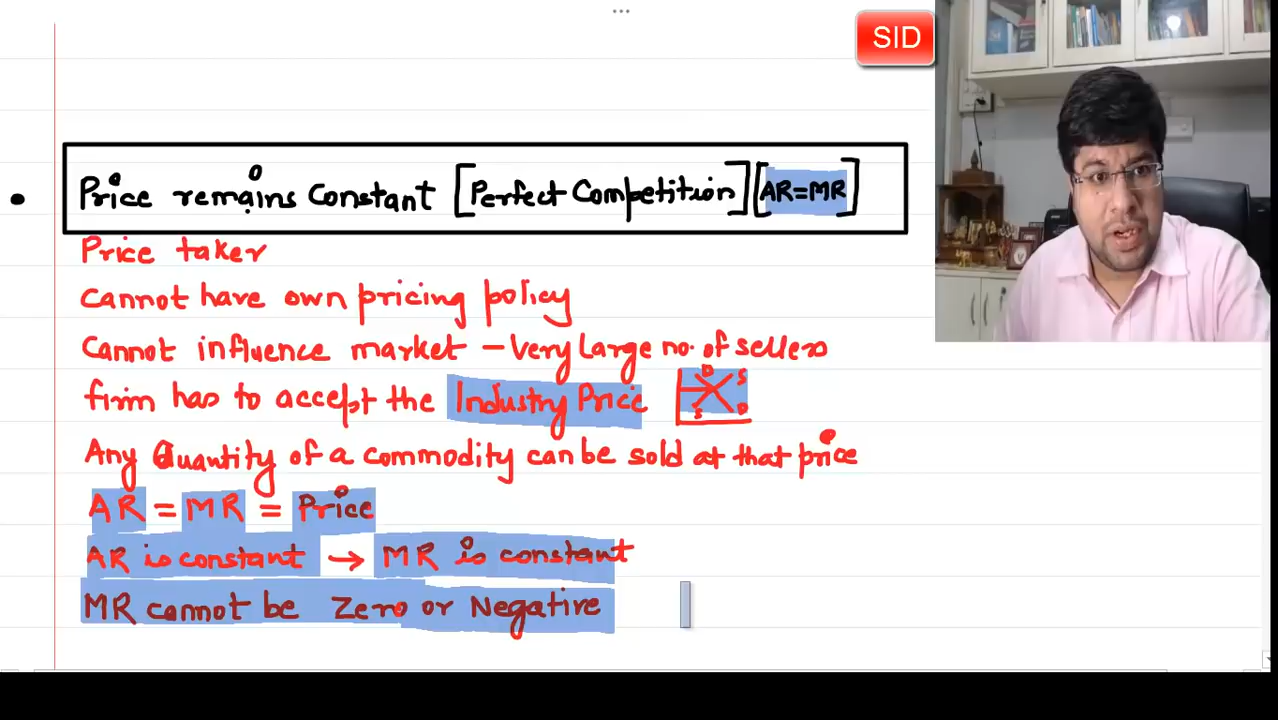 SID
• Price remains Constant [Perfect Competition] [AR=MR]
Price taker
Cannot have own pricing policy
Cannot influence market – Very Large no. of sellers
firm has to accept the Industry Price D S S D
Any Quantity of a commodity can be sold at that price
AR = MR = Price
AR is constant → MR is constant
MR cannot be Zero or Negative